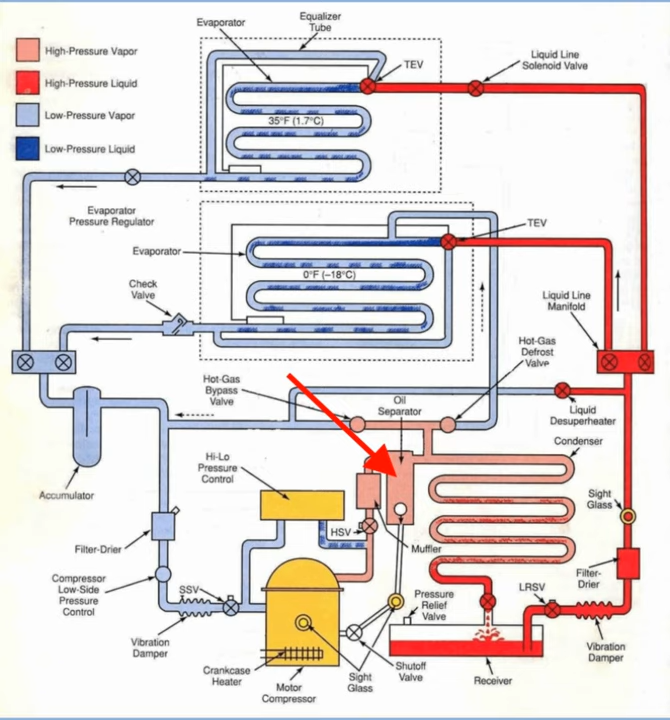 Evaporator
Equalizer
Tube
High-Pressure Vapor
High-Pressure Liquid
Low-Pressure Vapor
Low-Pressure Liquid
TEV
Liquid Line
Solenoid Valve
35°F (1.7°C)
Evaporator
Pressure Regulator
TEV
Evaporator
0°F (–18°C)
Check
Valve
Liquid Line
Manifold
Hot-Gas
Defrost
Valve
Hot-Gas
Bypass
Valve
Oil
Separator
Liquid
Desuperheater
Condenser
Accumulator
Hi-Lo
Pressure
Control
Sight
Glass
HSV
Muffler
Filter-Drier
Filter-
Drier
Compressor
Low-Side
Pressure
Control
SSV
Pressure
Relief
Valve
LRSV
Vibration
Damper
Vibration
Damper
Crankcase
Heater
Motor
Compressor
Sight
Glass
Shutoff
Valve
Receiver